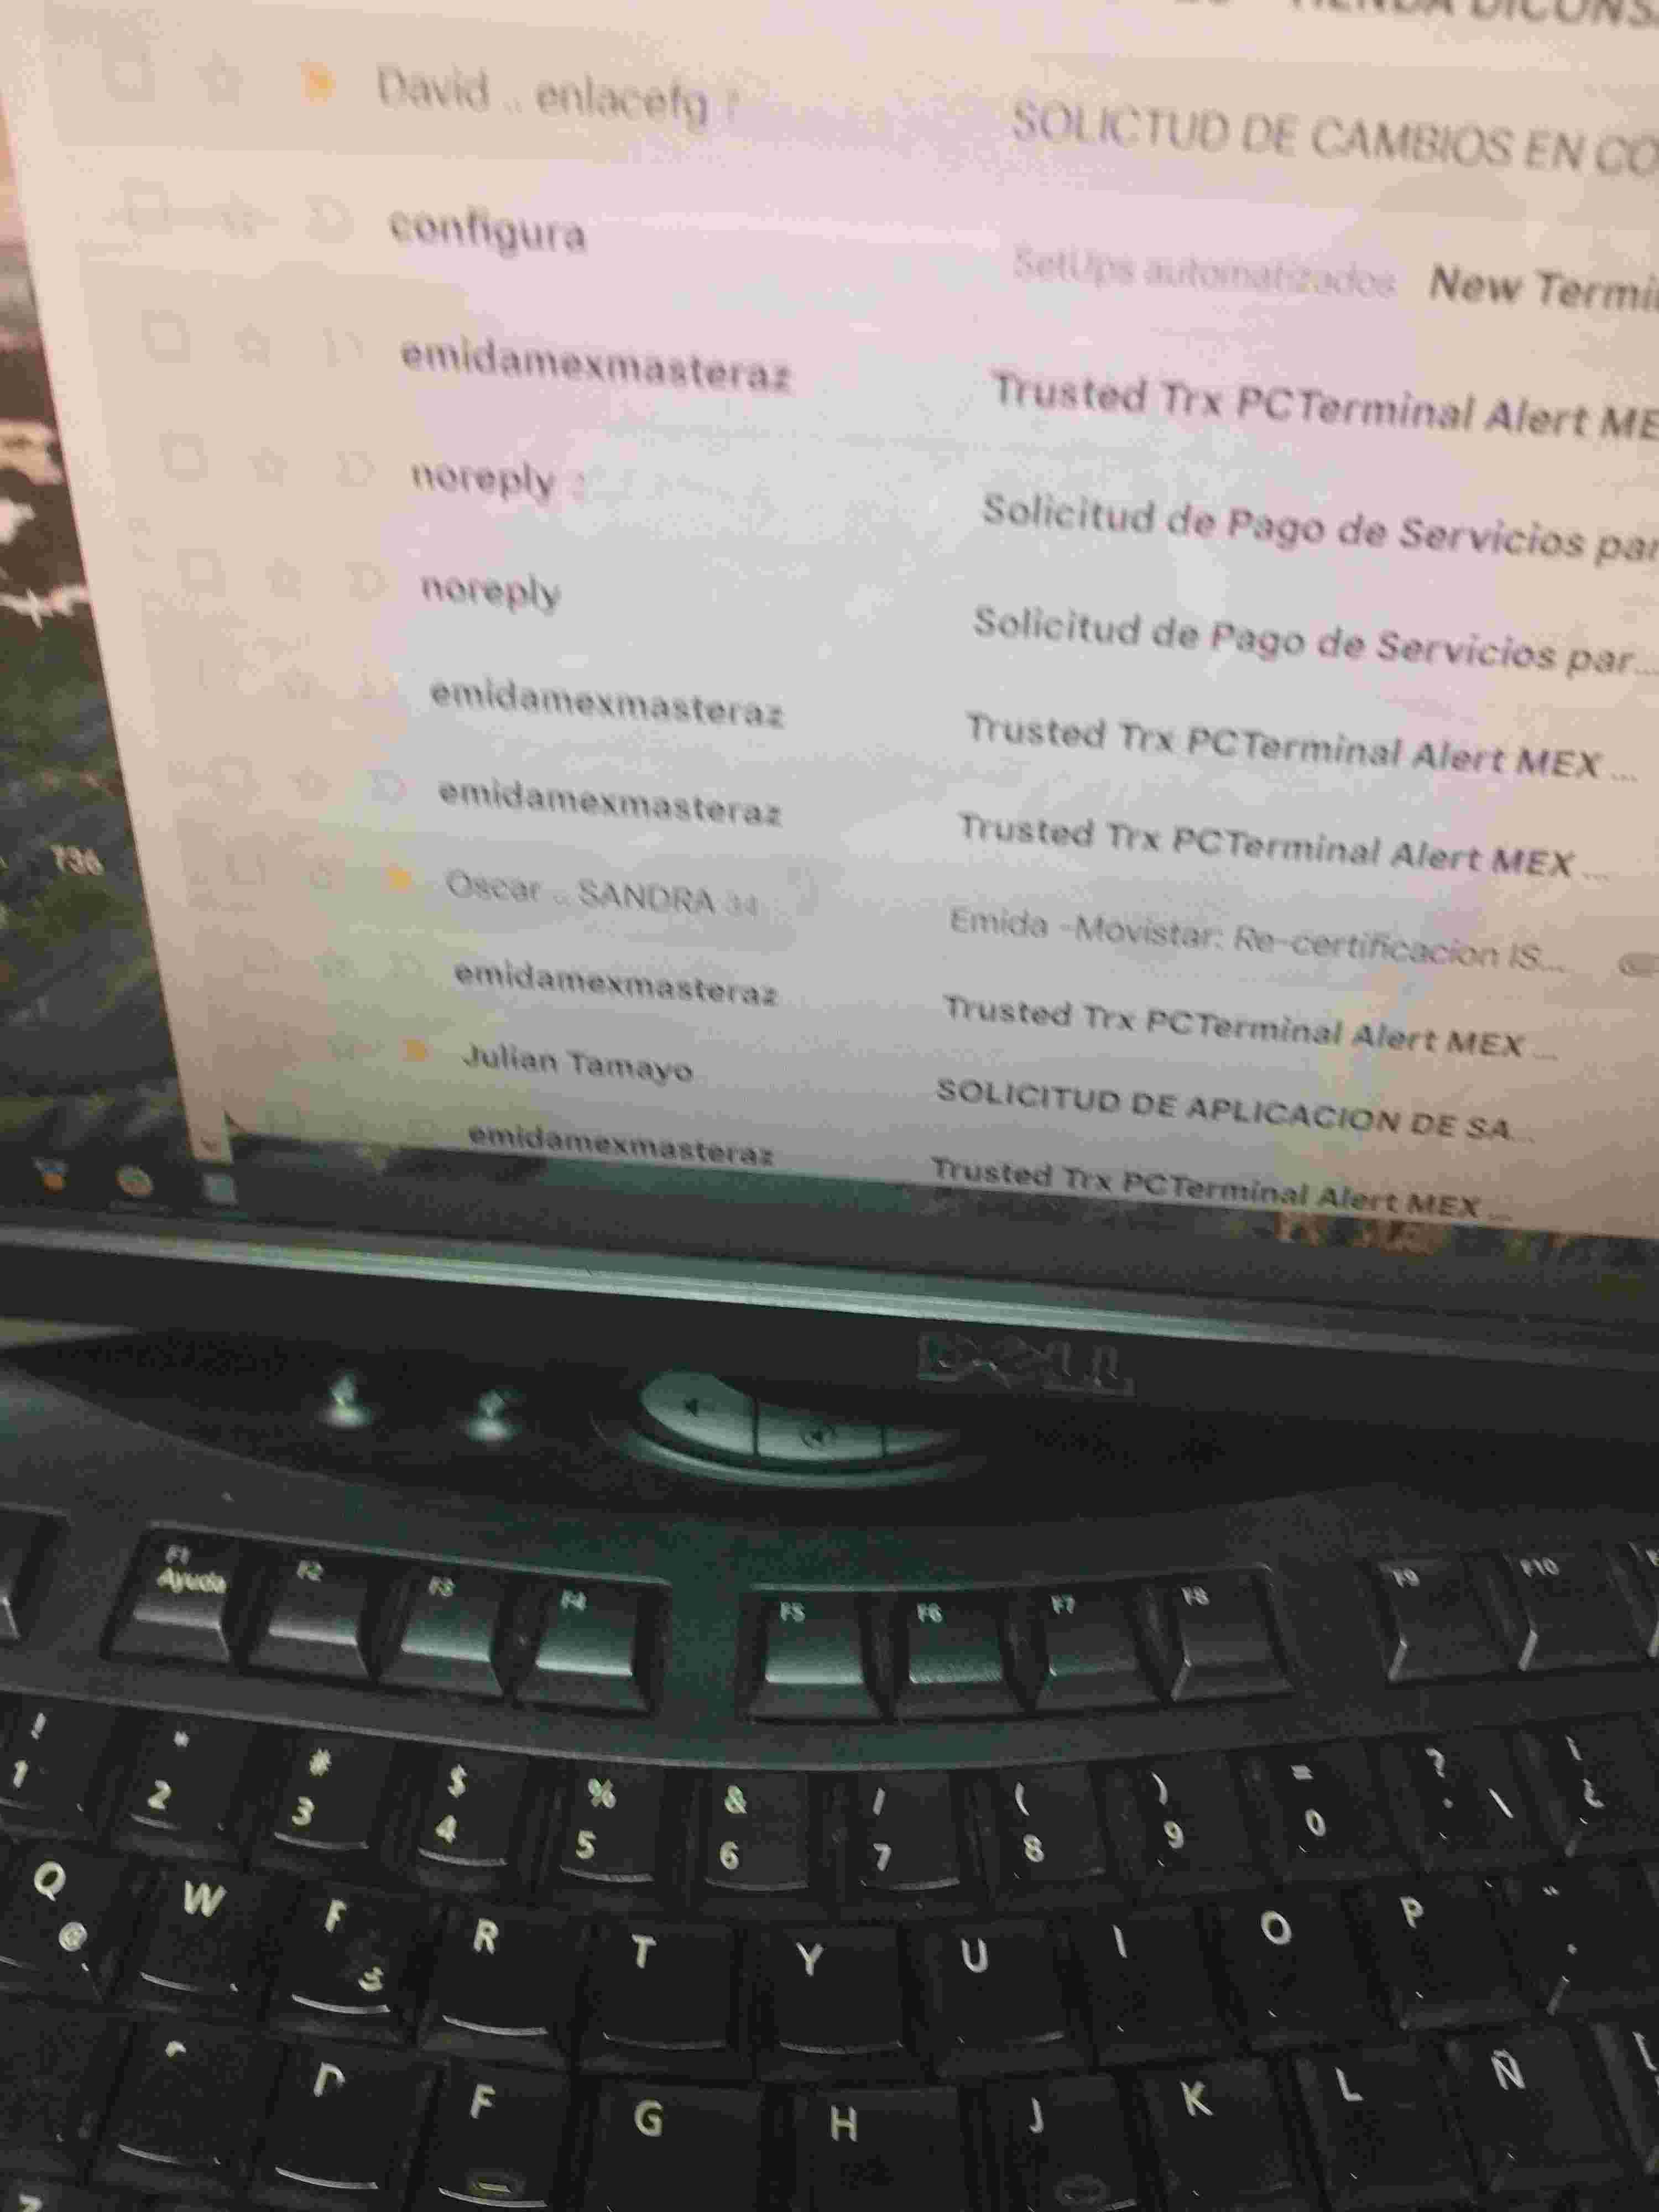 TIENDA DICONS
David .. enlacefg
SOLICTUD DE CAMBIOS EN CO
configura
SetUps automatizados New Termi
emidamexmasteraz
Trusted Trx PCTerminal Alert ME
noreply 2
Solicitud de Pago de Servicios par
noreply
Solicitud de Pago de Servicios par...
emidamexmasteraz
Trusted Trx PCTerminal Alert MEX ...
emidamexmasteraz
Trusted Trx PCTerminal Alert MEX ...
736
Oscar .. SANDRA 34
Emida -Movistar: Re-certificacion IS...
emidamexmasteraz
Trusted Trx PCTerminal Alert MEX ...
Julian Tamayo
SOLICITUD DE APLICACION DE SA...
emidamexmasteraz
Trusted Trx PCTerminal Alert MEX ...
DELL
F1 F2 F3 F4 F5 F6 F7 F8 F9 F10
Ayuda
! " # $ % & / ( ) = ? ¡
1 2 3 4 5 6 7 8 9 0 ' \ ¿
Q W R T Y U I O P
@
F G H J K L Ñ [